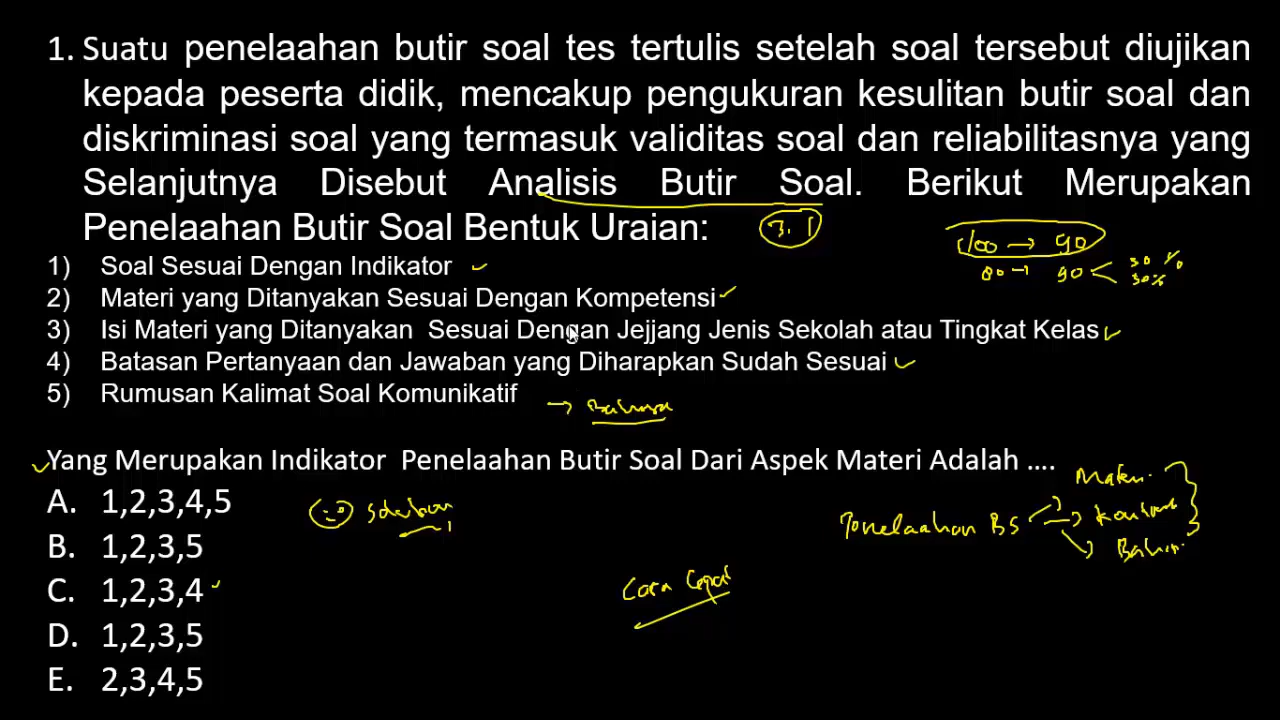 1. Suatu penelaahan butir soal tes tertulis setelah soal tersebut diujikan
kepada peserta didik, mencakup pengukuran kesulitan butir soal dan
diskriminasi soal yang termasuk validitas soal dan reliabilitasnya yang
Selanjutnya Disebut Analisis Butir Soal. Berikut Merupakan
Penelaahan Butir Soal Bentuk Uraian:
3.1
100 → 90
80 → 90
30 %
30%
1) Soal Sesuai Dengan Indikator
2) Materi yang Ditanyakan Sesuai Dengan Kompetensi
3) Isi Materi yang Ditanyakan Sesuai Dengan Jejjang Jenis Sekolah atau Tingkat Kelas
4) Batasan Pertanyaan dan Jawaban yang Diharapkan Sudah Sesuai
5) Rumusan Kalimat Soal Komunikatif
→ Bahasa
Yang Merupakan Indikator Penelaahan Butir Soal Dari Aspek Materi Adalah ....
A. 1,2,3,4,5
B. 1,2,3,5
C. 1,2,3,4
D. 1,2,3,5
E. 2,3,4,5
Penelaahan BS
Cara Cepat